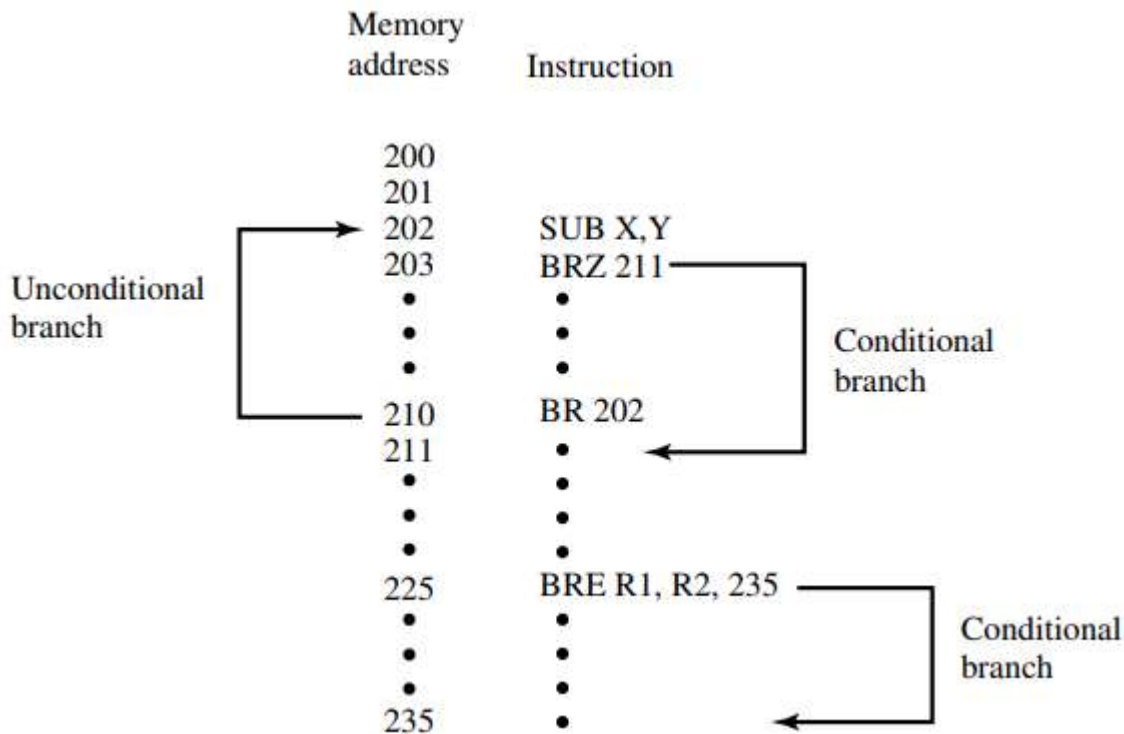 Memory
address Instruction
200
201
202 SUB X,Y
203 BRZ 211
Unconditional
branch
Conditional
branch
210 BR 202
211
225 BRE R1, R2, 235
Conditional
branch
235